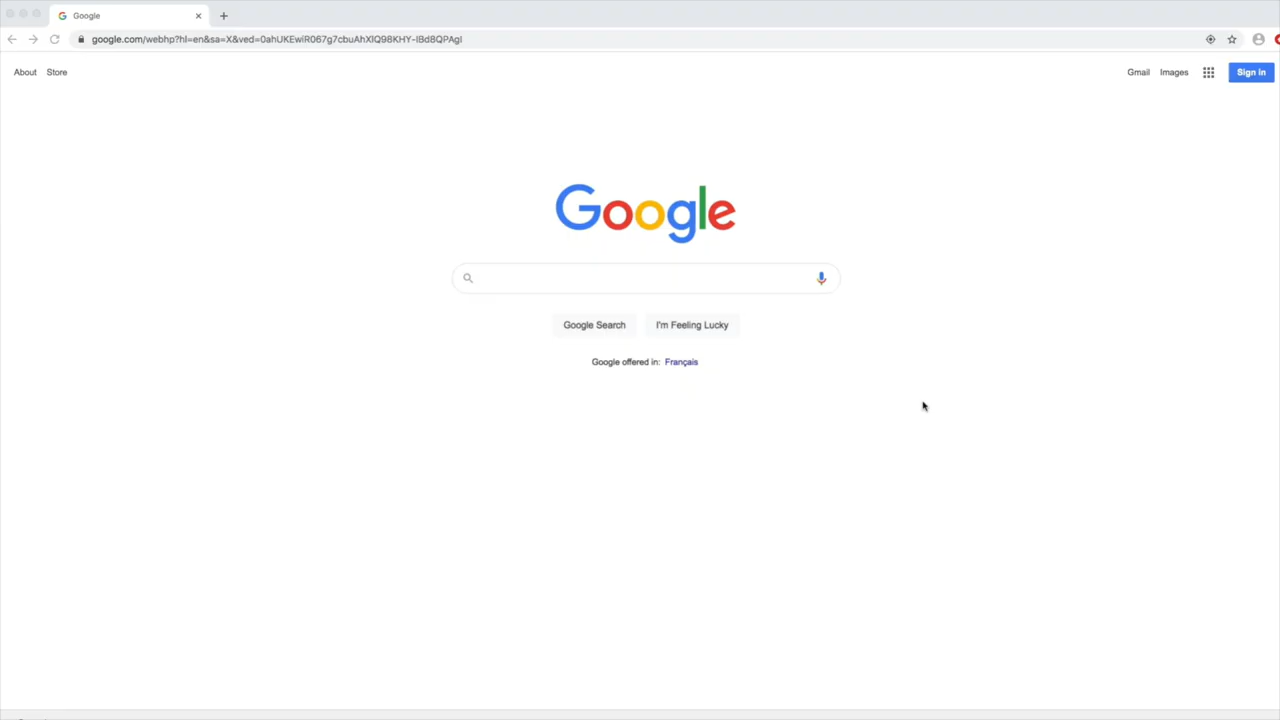 Google
google.com/webhp?hl=en&sa=X&ved=0ahUKEwiR067g7cbuAhXIQ98KHY-IBd8QPAgI
About Store
Gmail Images Sign in
Google
Google Search I'm Feeling Lucky
Google offered in: Français